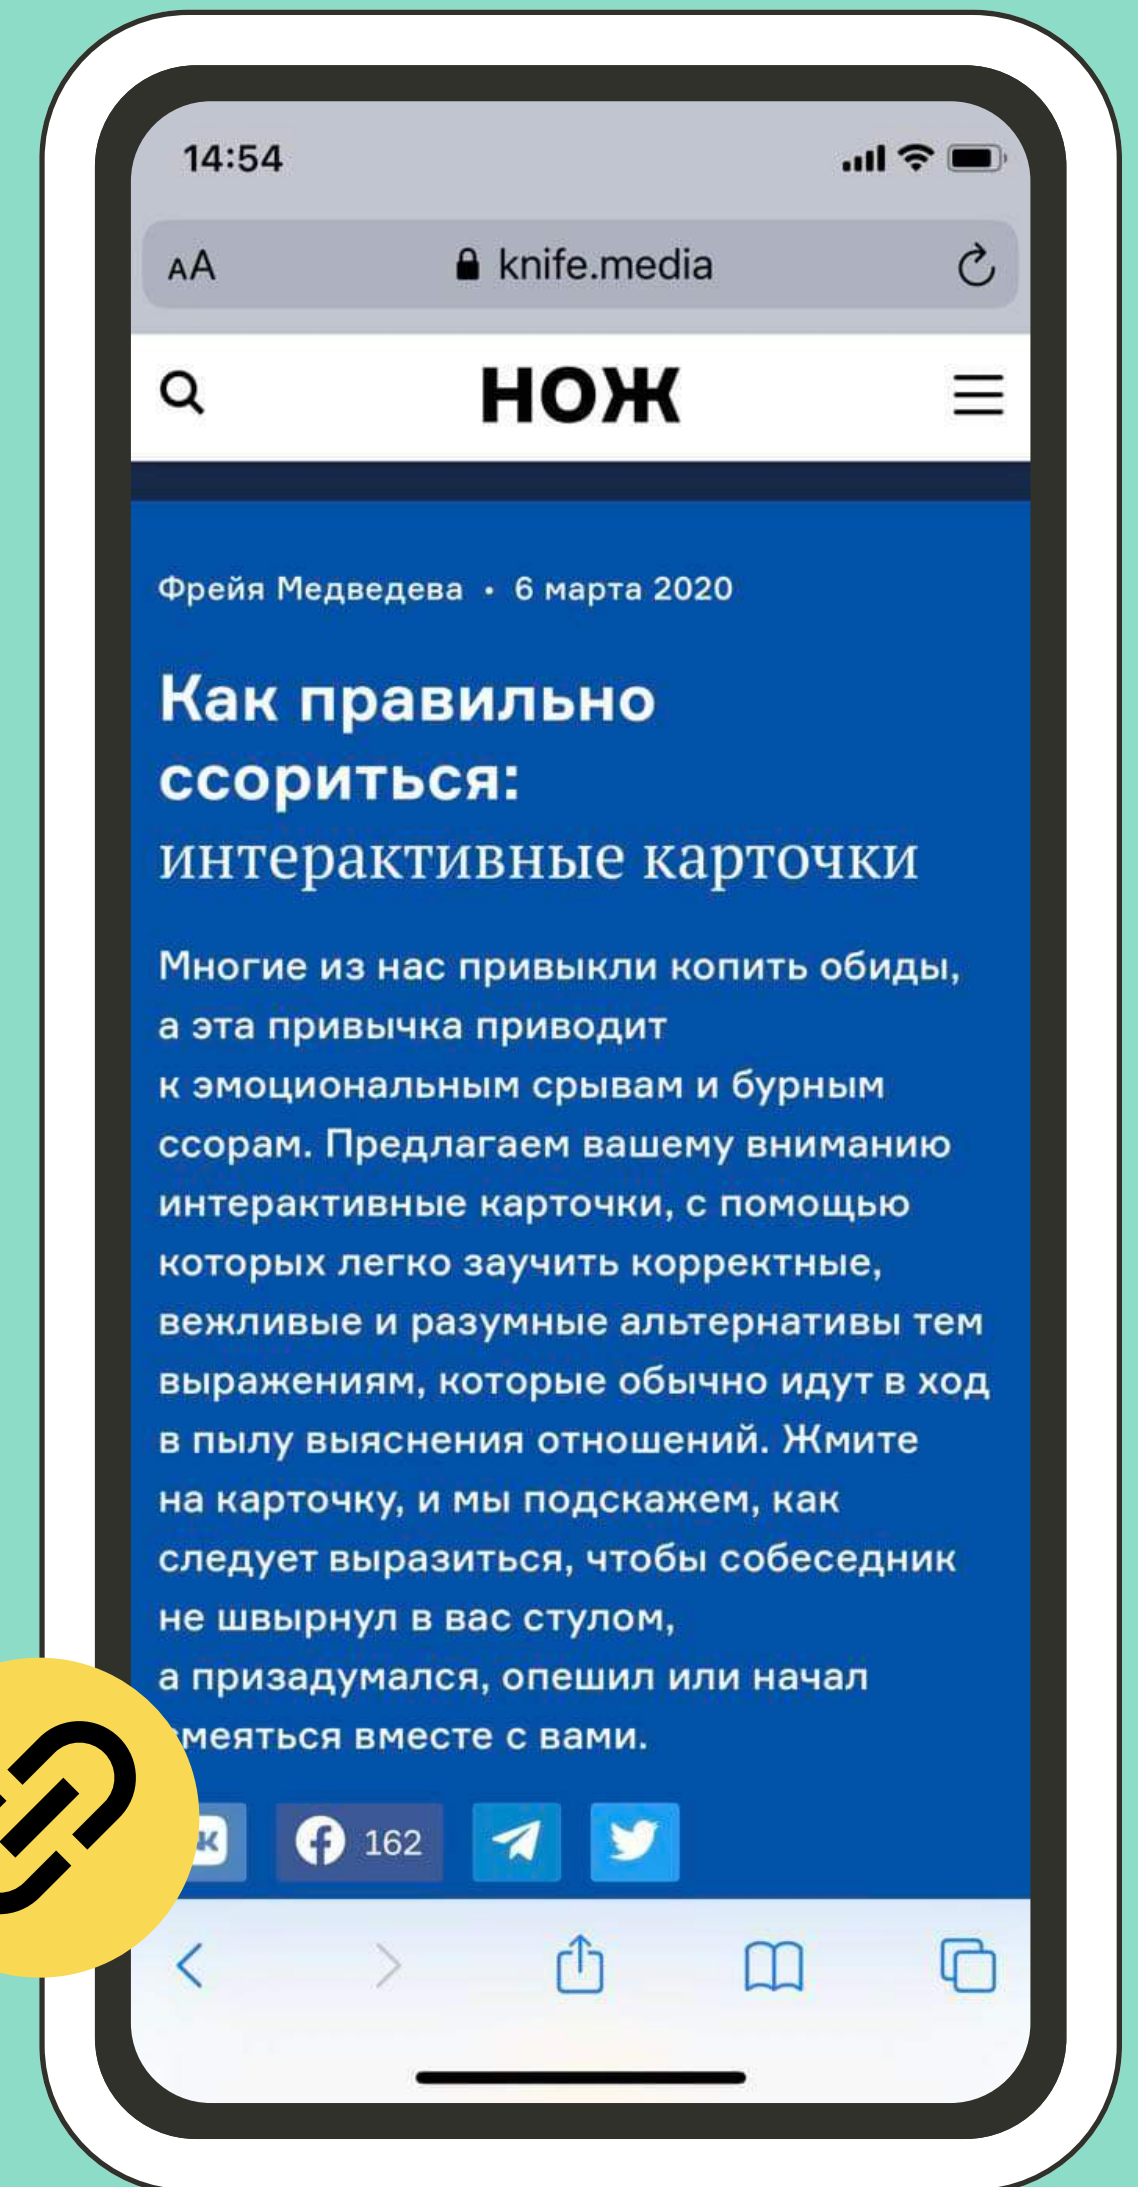 14:54
AA knife.media
НОЖ
Фрейя Медведева • 6 марта 2020
Как правильно
ссориться:
интерактивные карточки
Многие из нас привыкли копить обиды,
а эта привычка приводит
к эмоциональным срывам и бурным
ссорам. Предлагаем вашему вниманию
интерактивные карточки, с помощью
которых легко заучить корректные,
вежливые и разумные альтернативы тем
выражениям, которые обычно идут в ход
в пылу выяснения отношений. Жмите
на карточку, и мы подскажем, как
следует выразиться, чтобы собеседник
не швырнул в вас стулом,
а призадумался, опешил или начал
меяться вместе с вами.
162